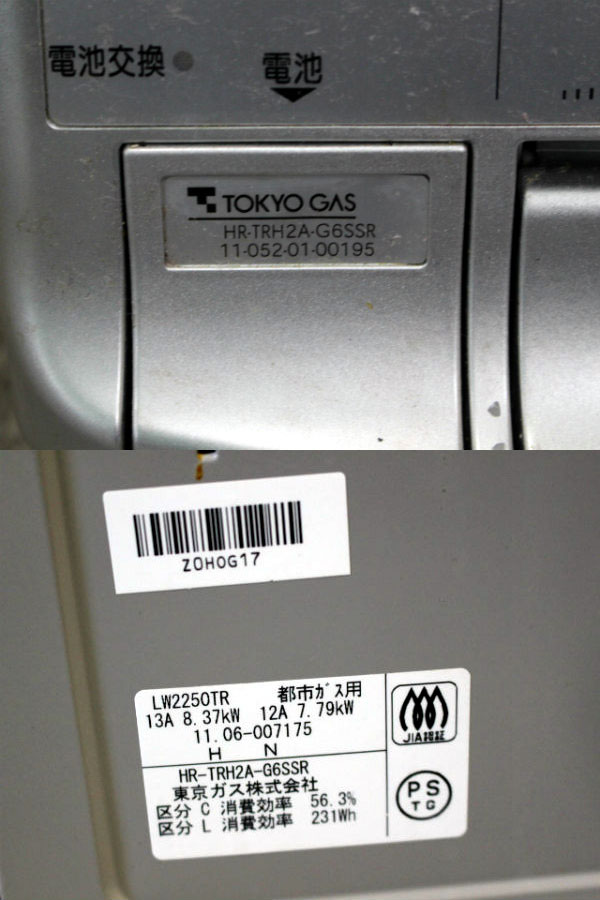 電池交換
電池
TOKYO GAS
HR-TRH2A-G6SSR
11-052-01-00195
Z0H0G17
LW2250TR 都市ガス用
13A 8.37kW 12A 7.79kW
11.06-007175
H N
JIA認証
HR-TRH2A-G6SSR
東京ガス株式会社
区分 C 消費効率 56.3%
区分 L 消費効率 231Wh
PS
TG